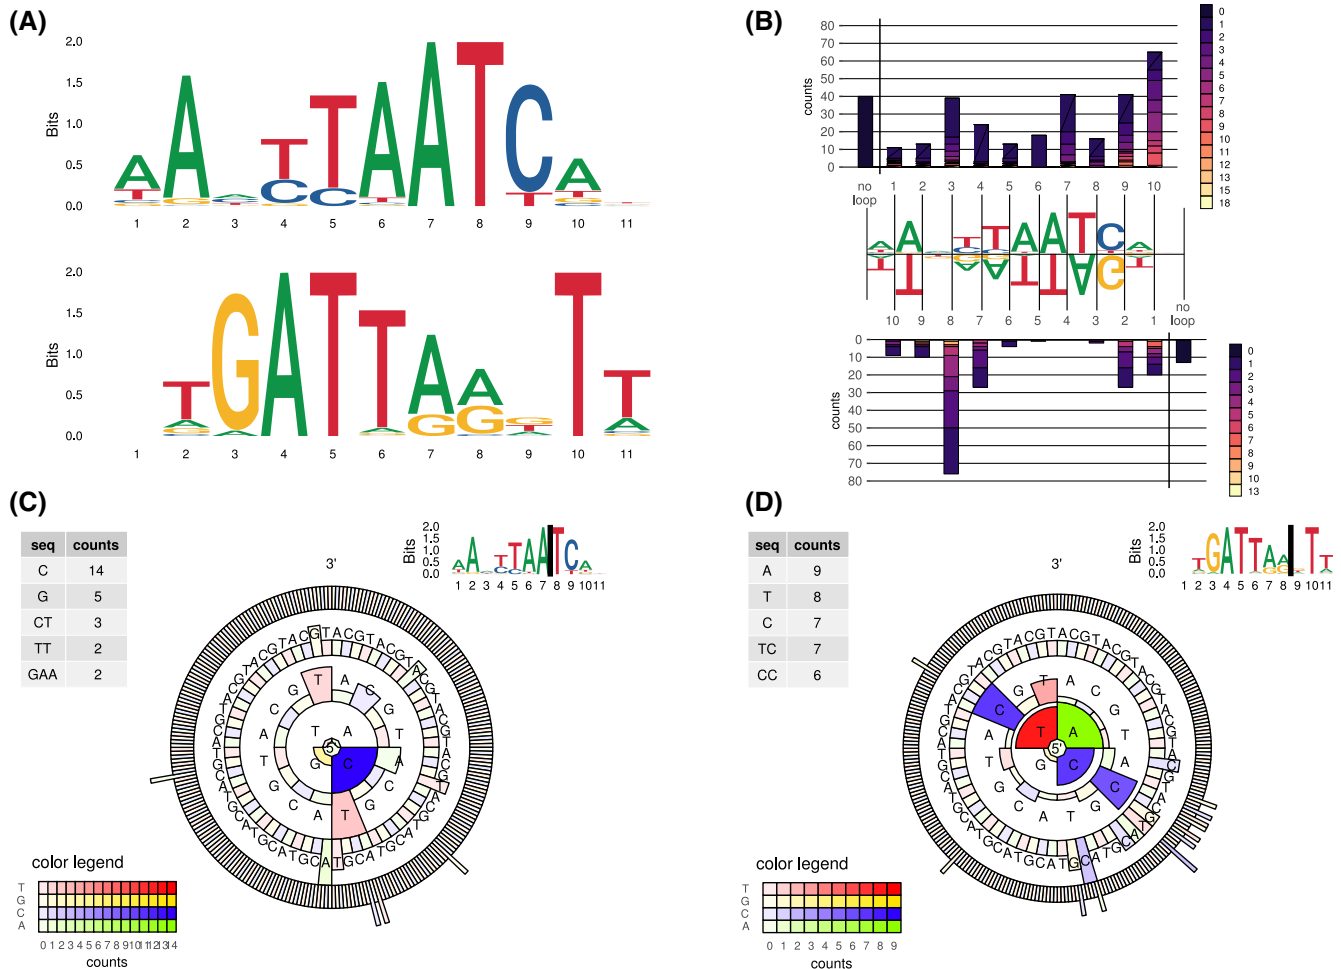 (A)
2.0
1.5
1.0
0.5
0.0
Bits
1 2 3 4 5 6 7 8 9 10 11
2.0
1.5
1.0
0.5
0.0
Bits
1 2 3 4 5 6 7 8 9 10 11
(B)
80
70
60
50
40
30
20
10
0
counts
no loop
1 2 3 4 5 6 7 8 9 10
0
1
2
3
4
5
6
7
8
9
10
11
12
13
15
18
10 9 8 7 6 5 4 3 2 1
no loop
0
10
20
30
40
50
60
70
80
counts
0
1
2
3
4
5
6
7
8
9
10
13
(C)
seq counts
C 14
G 5
CT 3
TT 2
GAA 2
2.0
1.5
1.0
0.5
0.0
Bits
1 2 3 4 5 6 7 8 9 10 11
3'
5'
T A
G C
color legend
T
G
C
A
0 1 2 3 4 5 6 7 8 9 10 11 12 13 14
counts
(D)
seq counts
A 9
T 8
C 7
TC 7
CC 6
2.0
1.5
1.0
0.5
0.0
Bits
1 2 3 4 5 6 7 8 9 10 11
3'
5'
T A
G C
color legend
T
G
C
A
0 1 2 3 4 5 6 7 8 9
counts